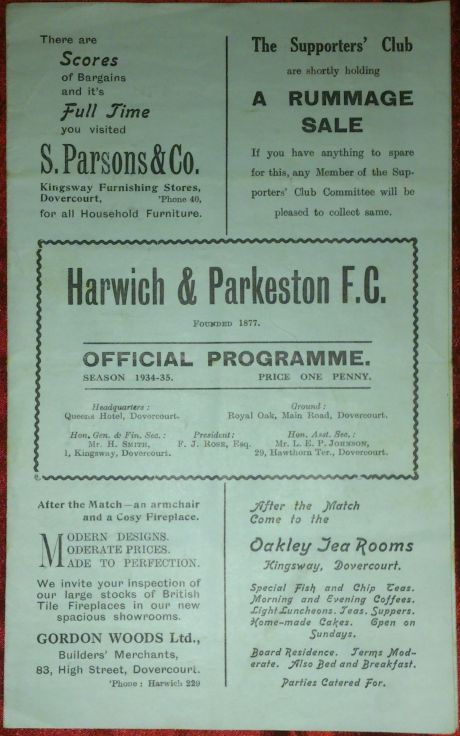 There are
Scores
of Bargains
and it's
Full Time
you visited
S. Parsons & Co.
Kingsway Furnishing Stores,
Dovercourt, 'Phone 40,
for all Household Furniture.
The Supporters' Club
are shortly holding
A RUMMAGE
SALE
If you have anything to spare
for this, any Member of the Sup-
porters' Club Committee will be
pleased to collect same.
Harwich & Parkeston F.C.
FOUNDED 1877.
OFFICIAL PROGRAMME.
SEASON 1934-35. PRICE ONE PENNY.
Headquarters : Ground :
Queens Hotel, Dovercourt. Royal Oak, Main Road, Dovercourt.
Hon. Gen. & Fin. Sec. : President : Hon. Asst. Sec. :
Mr. H. SMITH, F. J. ROSE, Esq. Mr. L. E. P. JOHNSON,
1, Kingsway, Dovercourt. 29, Hawthorn Ter., Dovercourt.
After the Match—an armchair
and a Cosy Fireplace.
MODERN DESIGNS.
MODERATE PRICES.
MADE TO PERFECTION.
We invite your inspection of
our large stocks of British
Tile Fireplaces in our new
spacious showrooms.
GORDON WOODS Ltd.,
Builders' Merchants,
83, High Street, Dovercourt.
'Phone : Harwich 229
After the Match
Come to the
Oakley Tea Rooms
Kingsway, Dovercourt.
Special Fish and Chip Teas.
Morning and Evening Coffees.
Light Luncheons. Teas. Suppers.
Home-made Cakes. Open on
Sundays.
Board Residence. Terms Mod-
erate. Also Bed and Breakfast.
Parties Catered For.